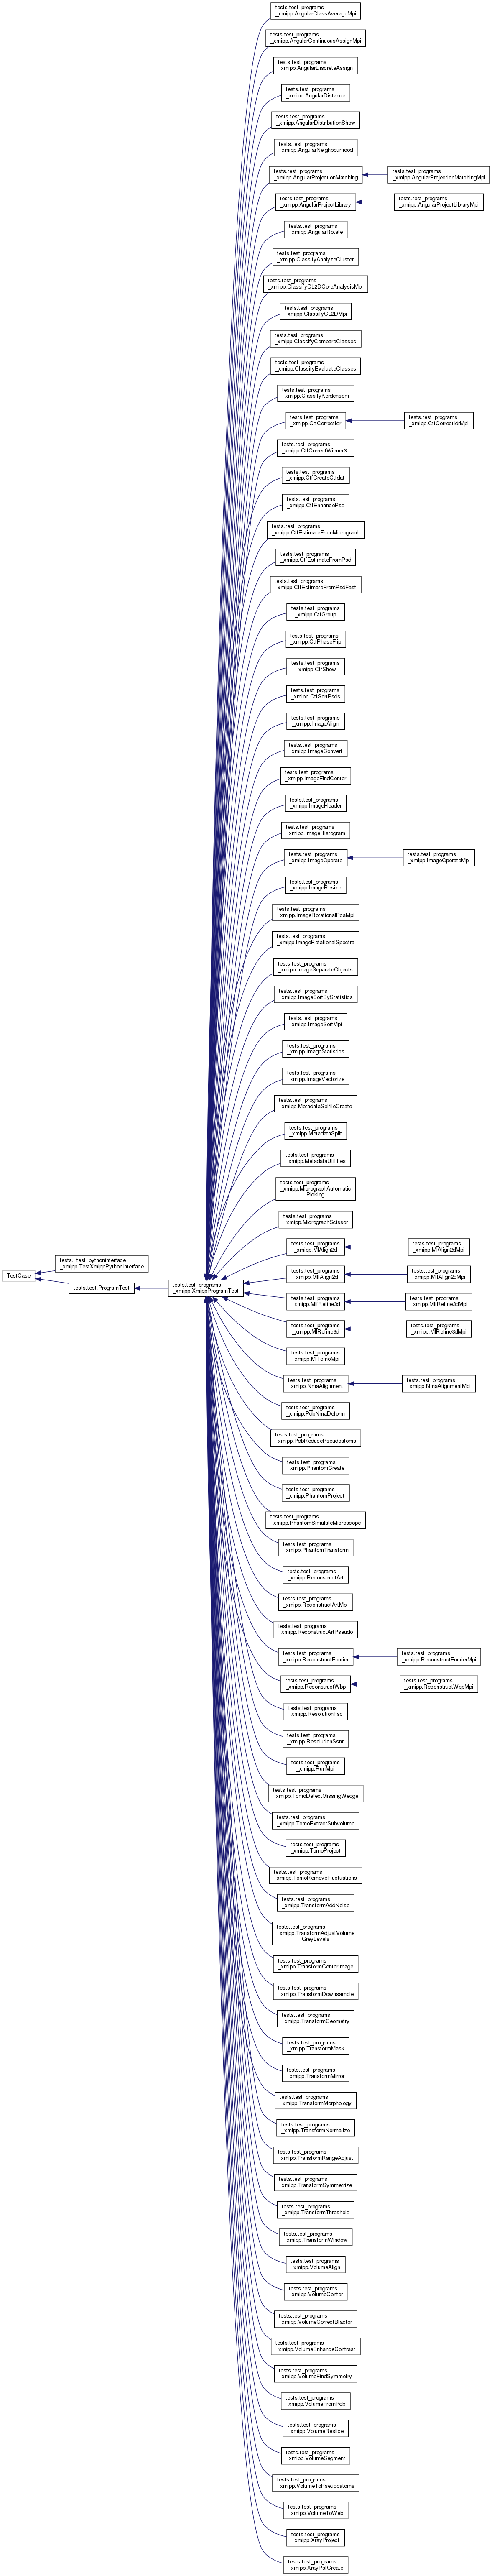 tests.test_programs
_xmipp.AngularClassAverageMpi
tests.test_programs
_xmipp.AngularContinuousAssignMpi
tests.test_programs
_xmipp.AngularDiscreteAssign
tests.test_programs
_xmipp.AngularDistance
tests.test_programs
_xmipp.AngularDistributionShow
tests.test_programs
_xmipp.AngularNeighbourhood
tests.test_programs
_xmipp.AngularProjectionMatching
tests.test_programs
_xmipp.AngularProjectionMatchingMpi
tests.test_programs
_xmipp.AngularProjectLibrary
tests.test_programs
_xmipp.AngularProjectLibraryMpi
tests.test_programs
_xmipp.AngularRotate
tests.test_programs
_xmipp.ClassifyAnalyzeCluster
tests.test_programs
_xmipp.ClassifyCL2DCoreAnalysisMpi
tests.test_programs
_xmipp.ClassifyCL2DMpi
tests.test_programs
_xmipp.ClassifyCompareClasses
tests.test_programs
_xmipp.ClassifyEvaluateClasses
tests.test_programs
_xmipp.ClassifyKerdensom
tests.test_programs
_xmipp.CtfCorrectIdr
tests.test_programs
_xmipp.CtfCorrectIdrMpi
tests.test_programs
_xmipp.CtfCorrectWiener3d
tests.test_programs
_xmipp.CtfCreateCtfdat
tests.test_programs
_xmipp.CtfEnhancePsd
tests.test_programs
_xmipp.CtfEstimateFromMicrograph
tests.test_programs
_xmipp.CtfEstimateFromPsd
tests.test_programs
_xmipp.CtfEstimateFromPsdFast
tests.test_programs
_xmipp.CtfGroup
tests.test_programs
_xmipp.CtfPhaseFlip
tests.test_programs
_xmipp.CtfShow
tests.test_programs
_xmipp.CtfSortPsds
tests.test_programs
_xmipp.ImageAlign
tests.test_programs
_xmipp.ImageConvert
tests.test_programs
_xmipp.ImageFindCenter
tests.test_programs
_xmipp.ImageHeader
tests.test_programs
_xmipp.ImageHistogram
tests.test_programs
_xmipp.ImageOperate
tests.test_programs
_xmipp.ImageOperateMpi
tests.test_programs
_xmipp.ImageResize
tests.test_programs
_xmipp.ImageRotationalPcaMpi
tests.test_programs
_xmipp.ImageRotationalSpectra
tests.test_programs
_xmipp.ImageSeparateObjects
tests.test_programs
_xmipp.ImageSortByStatistics
tests.test_programs
_xmipp.ImageSortMpi
tests.test_programs
_xmipp.ImageStatistics
tests.test_programs
_xmipp.ImageVectorize
tests.test_programs
_xmipp.MetadataSelfileCreate
tests.test_programs
_xmipp.MetadataSplit
tests.test_programs
_xmipp.MetadataUtilities
tests.test_programs
_xmipp.MicrographAutomatic
Picking
tests.test_programs
_xmipp.MicrographScissor
tests.test_programs
_xmipp.MlAlign2d
tests.test_programs
_xmipp.MlAlign2dMpi
TestCase
tests._test_pythoninferface
_xmipp.TestXmippPythonInterface
tests.test.ProgramTest
tests.test_programs
_xmipp.XmippProgramTest
tests.test_programs
_xmipp.MlfAlign2d
tests.test_programs
_xmipp.MlfAlign2dMpi
tests.test_programs
_xmipp.MlfRefine3d
tests.test_programs
_xmipp.MlfRefine3dMpi
tests.test_programs
_xmipp.MlRefine3d
tests.test_programs
_xmipp.MlRefine3dMpi
tests.test_programs
_xmipp.MlTomoMpi
tests.test_programs
_xmipp.NmaAlignment
tests.test_programs
_xmipp.NmaAlignmentMpi
tests.test_programs
_xmipp.PdbNmaDeform
tests.test_programs
_xmipp.PdbReducePseudoatoms
tests.test_programs
_xmipp.PhantomCreate
tests.test_programs
_xmipp.PhantomProject
tests.test_programs
_xmipp.PhantomSimulateMicroscope
tests.test_programs
_xmipp.PhantomTransform
tests.test_programs
_xmipp.ReconstructArt
tests.test_programs
_xmipp.ReconstructArtMpi
tests.test_programs
_xmipp.ReconstructArtPseudo
tests.test_programs
_xmipp.ReconstructFourier
tests.test_programs
_xmipp.ReconstructFourierMpi
tests.test_programs
_xmipp.ReconstructWbp
tests.test_programs
_xmipp.ReconstructWbpMpi
tests.test_programs
_xmipp.ResolutionFsc
tests.test_programs
_xmipp.ResolutionSsnr
tests.test_programs
_xmipp.RunMpi
tests.test_programs
_xmipp.TomoDetectMissingWedge
tests.test_programs
_xmipp.TomoExtractSubvolume
tests.test_programs
_xmipp.TomoProject
tests.test_programs
_xmipp.TomoRemoveFluctuations
tests.test_programs
_xmipp.TransformAddNoise
tests.test_programs
_xmipp.TransformAdjustVolume
GreyLevels
tests.test_programs
_xmipp.TransformCenterImage
tests.test_programs
_xmipp.TransformDownsample
tests.test_programs
_xmipp.TransformGeometry
tests.test_programs
_xmipp.TransformMask
tests.test_programs
_xmipp.TransformMirror
tests.test_programs
_xmipp.TransformMorphology
tests.test_programs
_xmipp.TransformNormalize
tests.test_programs
_xmipp.TransformRangeAdjust
tests.test_programs
_xmipp.TransformSymmetrize
tests.test_programs
_xmipp.TransformThreshold
tests.test_programs
_xmipp.TransformWindow
tests.test_programs
_xmipp.VolumeAlign
tests.test_programs
_xmipp.VolumeCenter
tests.test_programs
_xmipp.VolumeCorrectBfactor
tests.test_programs
_xmipp.VolumeEnhanceContrast
tests.test_programs
_xmipp.VolumeFindSymmetry
tests.test_programs
_xmipp.VolumeFromPdb
tests.test_programs
_xmipp.VolumeReslice
tests.test_programs
_xmipp.VolumeSegment
tests.test_programs
_xmipp.VolumeToPseudoatoms
tests.test_programs
_xmipp.VolumeToWeb
tests.test_programs
_xmipp.XrayProject
tests.test_programs
_xmipp.XrayPsfCreate